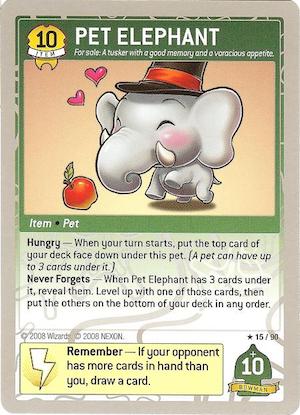 10
ITEM
PET ELEPHANT
For sale: A tusker with a good memory and a voracious appetite.
Item • Pet
Hungry — When your turn starts, put the top card of
your deck face down under this pet. (A pet can have up
to 3 cards under it.)
Never Forgets — When Pet Elephant has 3 cards under
it, reveal them. Level up with one of those cards, then
put the others on the bottom of your deck in any order.
© 2008 Wizards © 2008 NEXON.
★ 15 / 90
Remember — If your opponent
has more cards in hand than
you, draw a card.
+
10
BOWMAN